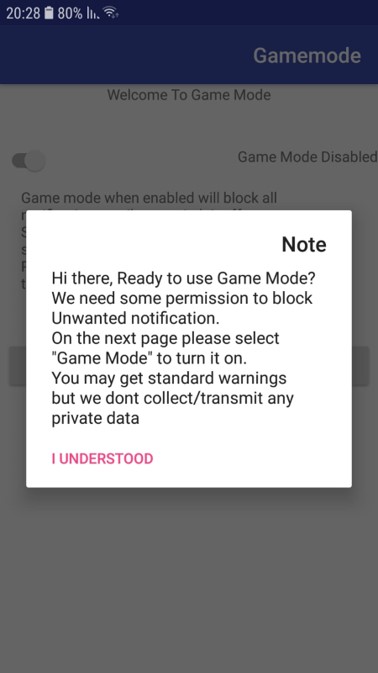 20:28 80%
Gamemode
Welcome To Game Mode
Game Mode Disabled
Game mode when enabled will block all
Note
Hi there, Ready to use Game Mode?
We need some permission to block
Unwanted notification.
On the next page please select
"Game Mode" to turn it on.
You may get standard warnings
but we dont collect/transmit any
private data
I UNDERSTOOD